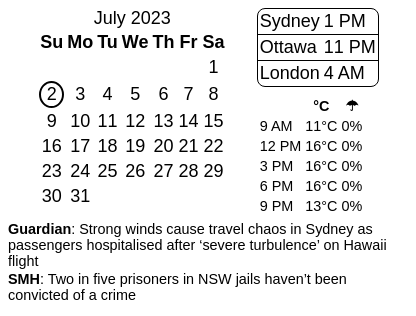 July 2023
Su Mo Tu We Th Fr Sa
1
2 3 4 5 6 7 8
9 10 11 12 13 14 15
16 17 18 19 20 21 22
23 24 25 26 27 28 29
30 31
Sydney 1 PM
Ottawa 11 PM
London 4 AM
°C ☂
9 AM 11°C 0%
12 PM 16°C 0%
3 PM 16°C 0%
6 PM 16°C 0%
9 PM 13°C 0%
Guardian: Strong winds cause travel chaos in Sydney as
passengers hospitalised after ‘severe turbulence’ on Hawaii
flight
SMH: Two in five prisoners in NSW jails haven’t been
convicted of a crime